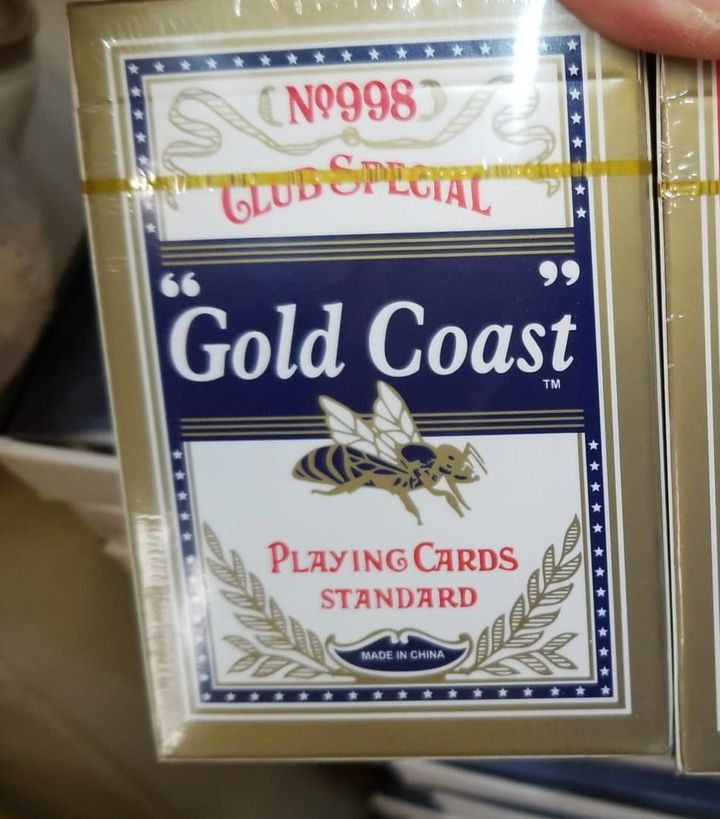 Nº998
CLUB SPECIAL
“Gold Coast”
TM
PLAYING CARDS
STANDARD
MADE IN CHINA